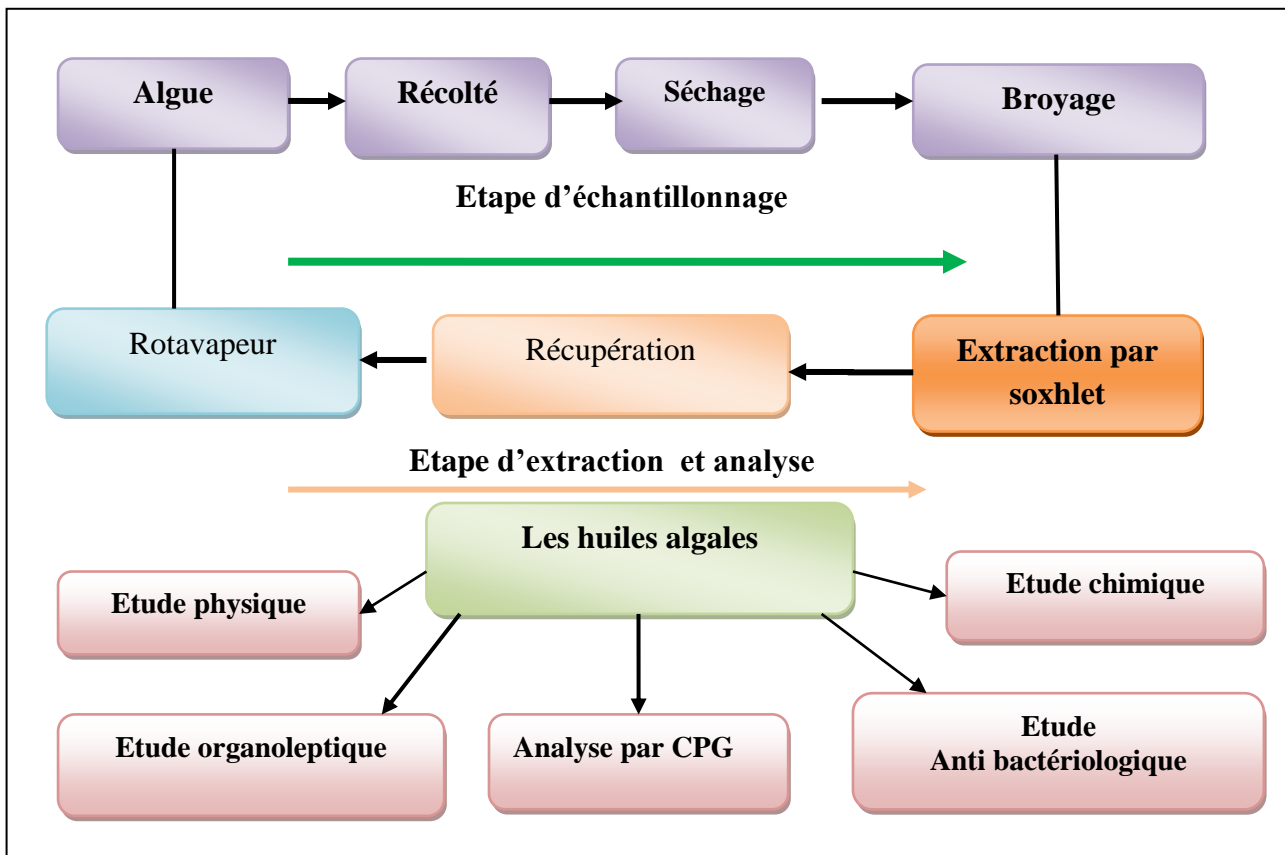 Algue
Récolté
Séchage
Broyage
Etape d’échantillonnage
Rotavapeur
Récupération
Extraction par
soxhlet
Etape d’extraction et analyse
Les huiles algales
Etude physique
Etude chimique
Etude organoleptique
Analyse par CPG
Etude
Anti bactériologique